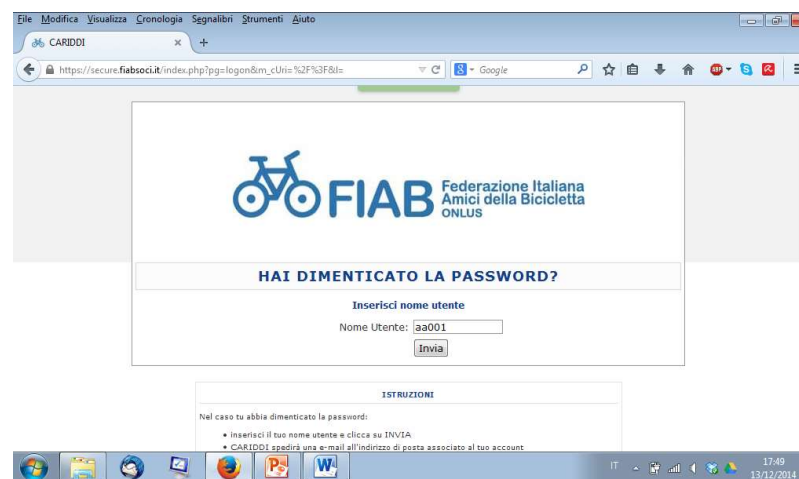 File Modifica Visualizza Cronologia Segnalibri Strumenti Aiuto
CARIDDI × +
https://secure.fiabsoci.it/index.php?pg=logon&m_cUri=%2F%3F&l= Google
FIAB
Federazione Italiana
Amici della Bicicletta
ONLUS
HAI DIMENTICATO LA PASSWORD?
Inserisci nome utente
Nome Utente: aa001
Invia
ISTRUZIONI
Nel caso tu abbia dimenticato la password:
• inserisci il tuo nome utente e clicca su INVIA
• CARIDDI spedirà una e-mail all'indirizzo di posta associato al tuo account
IT 17:49
13/12/2014